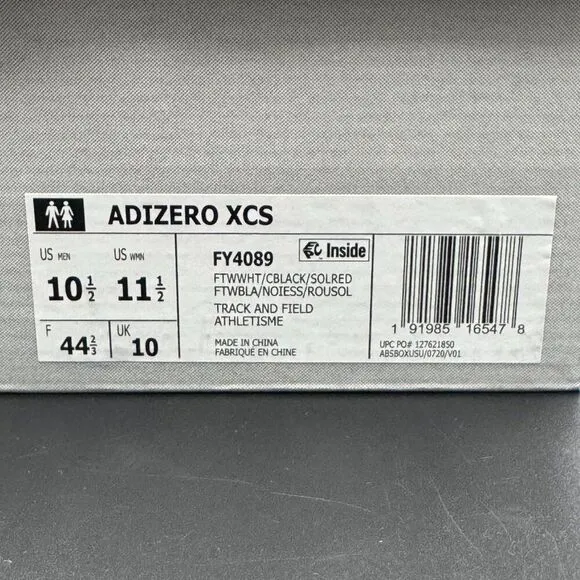 ADIZERO XCS
US MEN
10 1/2
US WMN
11 1/2
F
44 2/3
UK
10
FY4089
Inside
FTWWHT/CBLACK/SOLRED
FTWBLA/NOIESS/ROUSOL
TRACK AND FIELD
ATHLETISME
MADE IN CHINA
FABRIQUÉ EN CHINE
1 91985 16547 8
UPC PO# 127621850
ABSBOXUSU/0720/V01